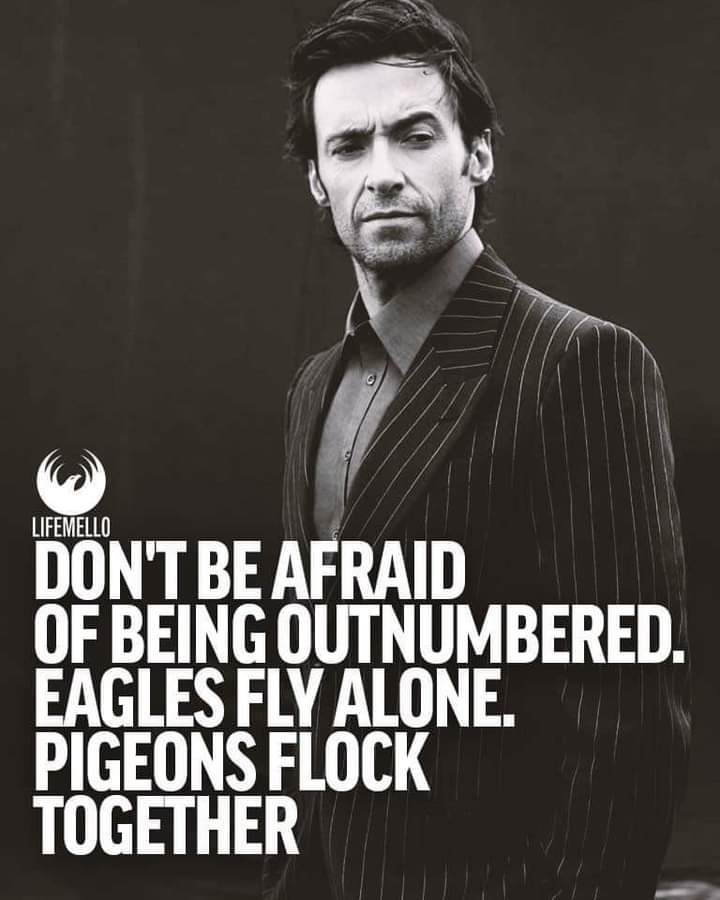 LIFEMELLO
DON'T BE AFRAID
OF BEING OUTNUMBERED.
EAGLES FLY ALONE.
PIGEONS FLOCK
TOGETHER